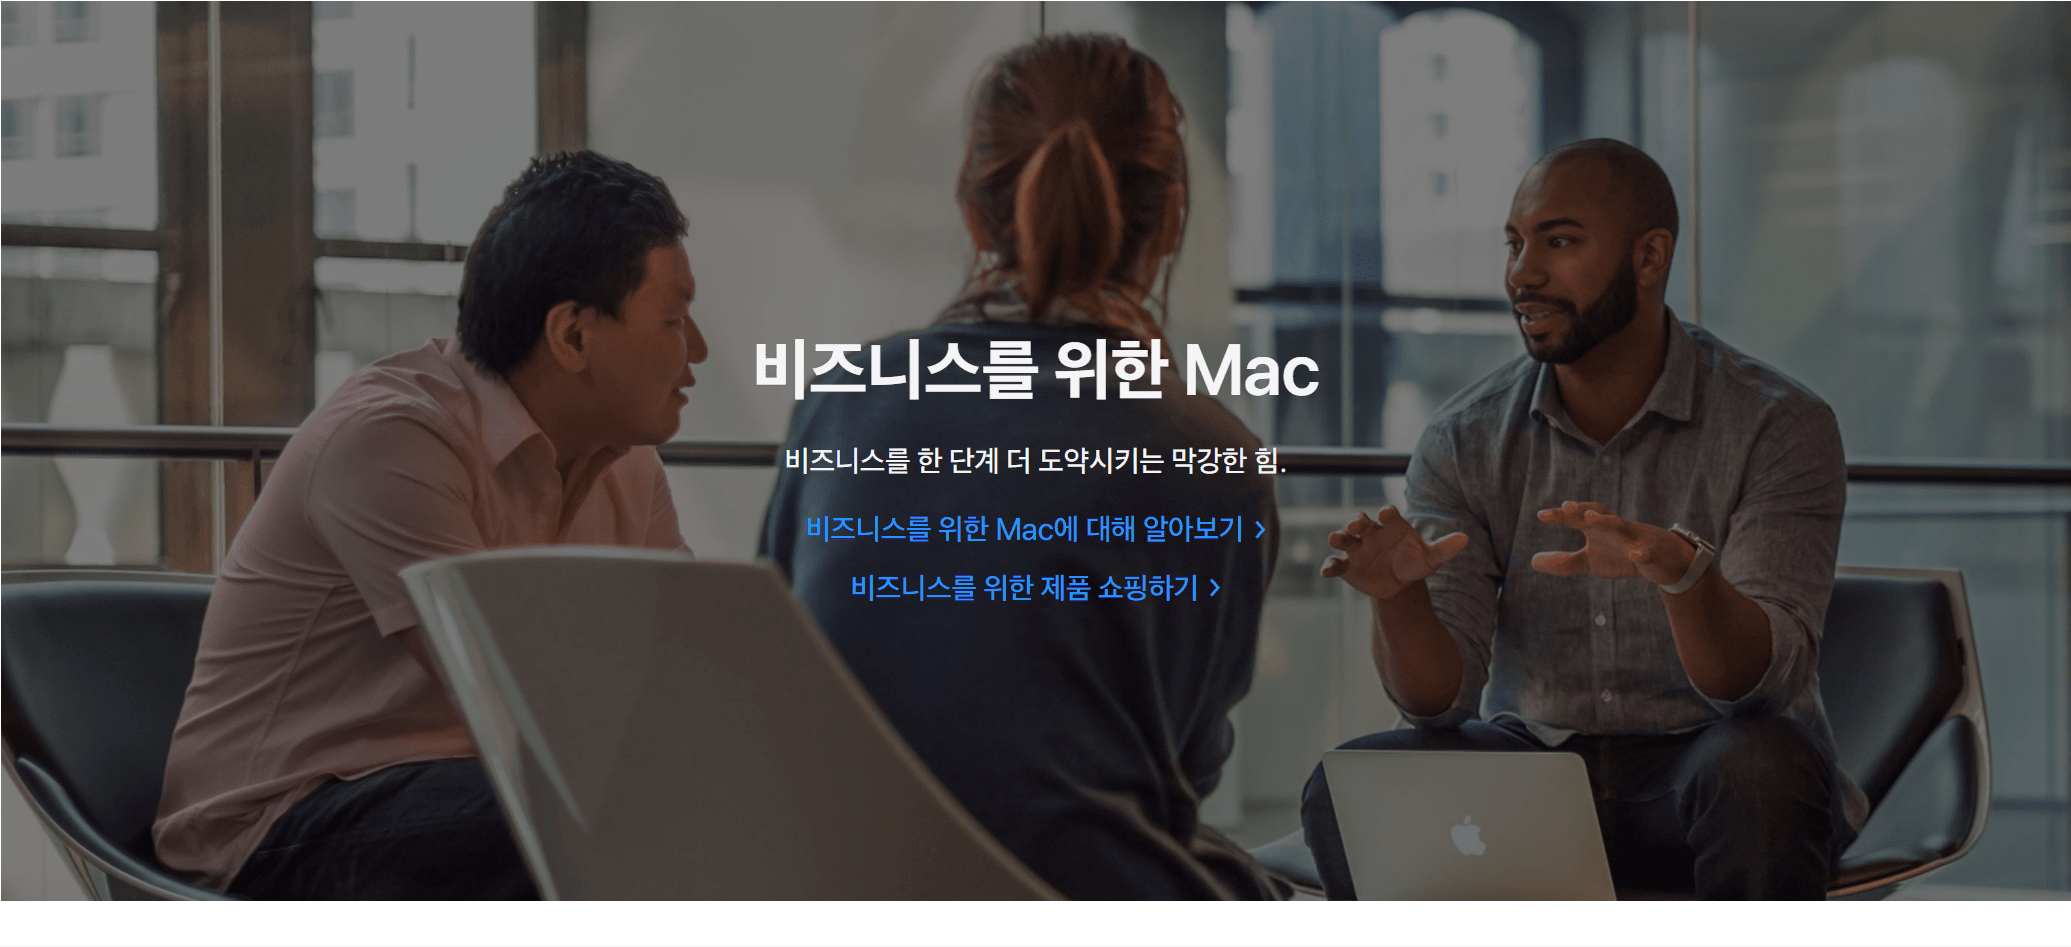 비즈니스를 위한 Mac
비즈니스를 한 단계 더 도약시키는 막강한 힘.
비즈니스를 위한 Mac에 대해 알아보기 >
비즈니스를 위한 제품 쇼핑하기 >